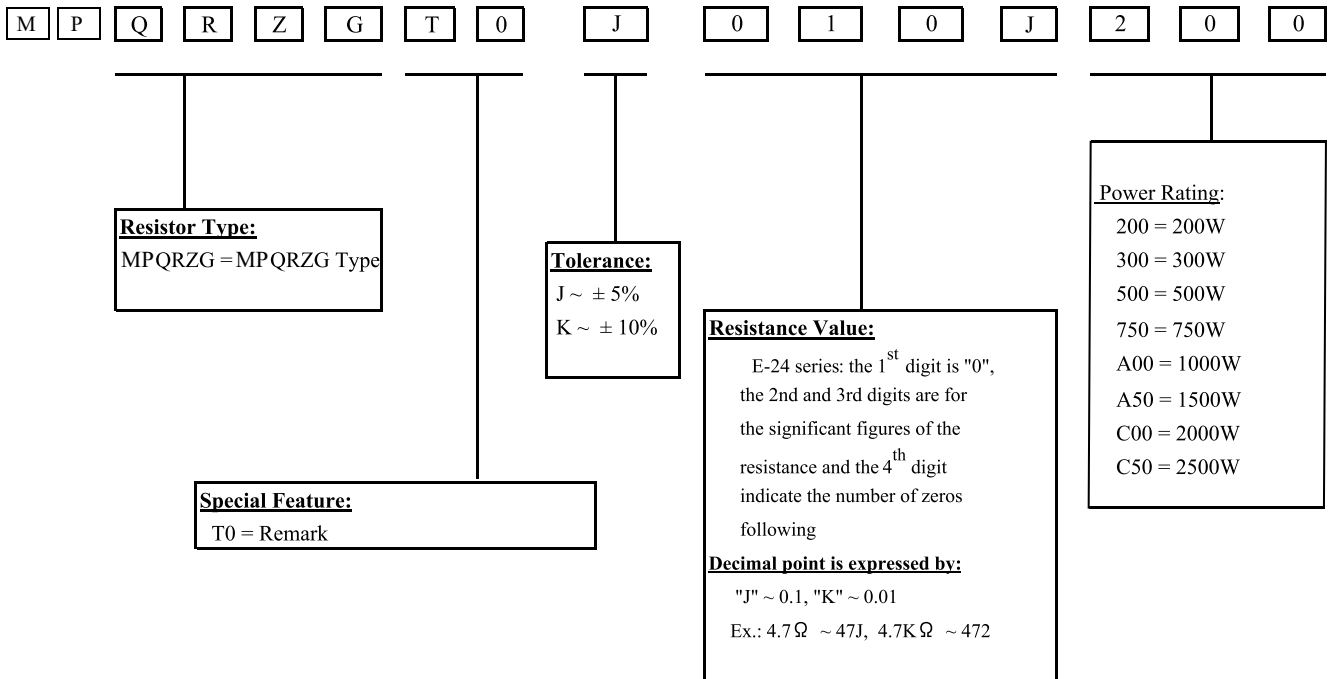 M P Q R Z G T 0 J 0 1 0 J 2 0 0
Resistor Type:
MPQRZG = MPQRZG Type
Special Feature:
T0 = Remark
Tolerance:
J ~ ± 5%
K ~ ± 10%
Resistance Value:
E-24 series: the 1st digit is "0",
the 2nd and 3rd digits are for
the significant figures of the
resistance and the 4th digit
indicate the number of zeros
following
Decimal point is expressed by:
"J" ~ 0.1, "K" ~ 0.01
Ex.: 4.7Ω ~ 47J, 4.7KΩ ~ 472
Power Rating:
200 = 200W
300 = 300W
500 = 500W
750 = 750W
A00 = 1000W
A50 = 1500W
C00 = 2000W
C50 = 2500W